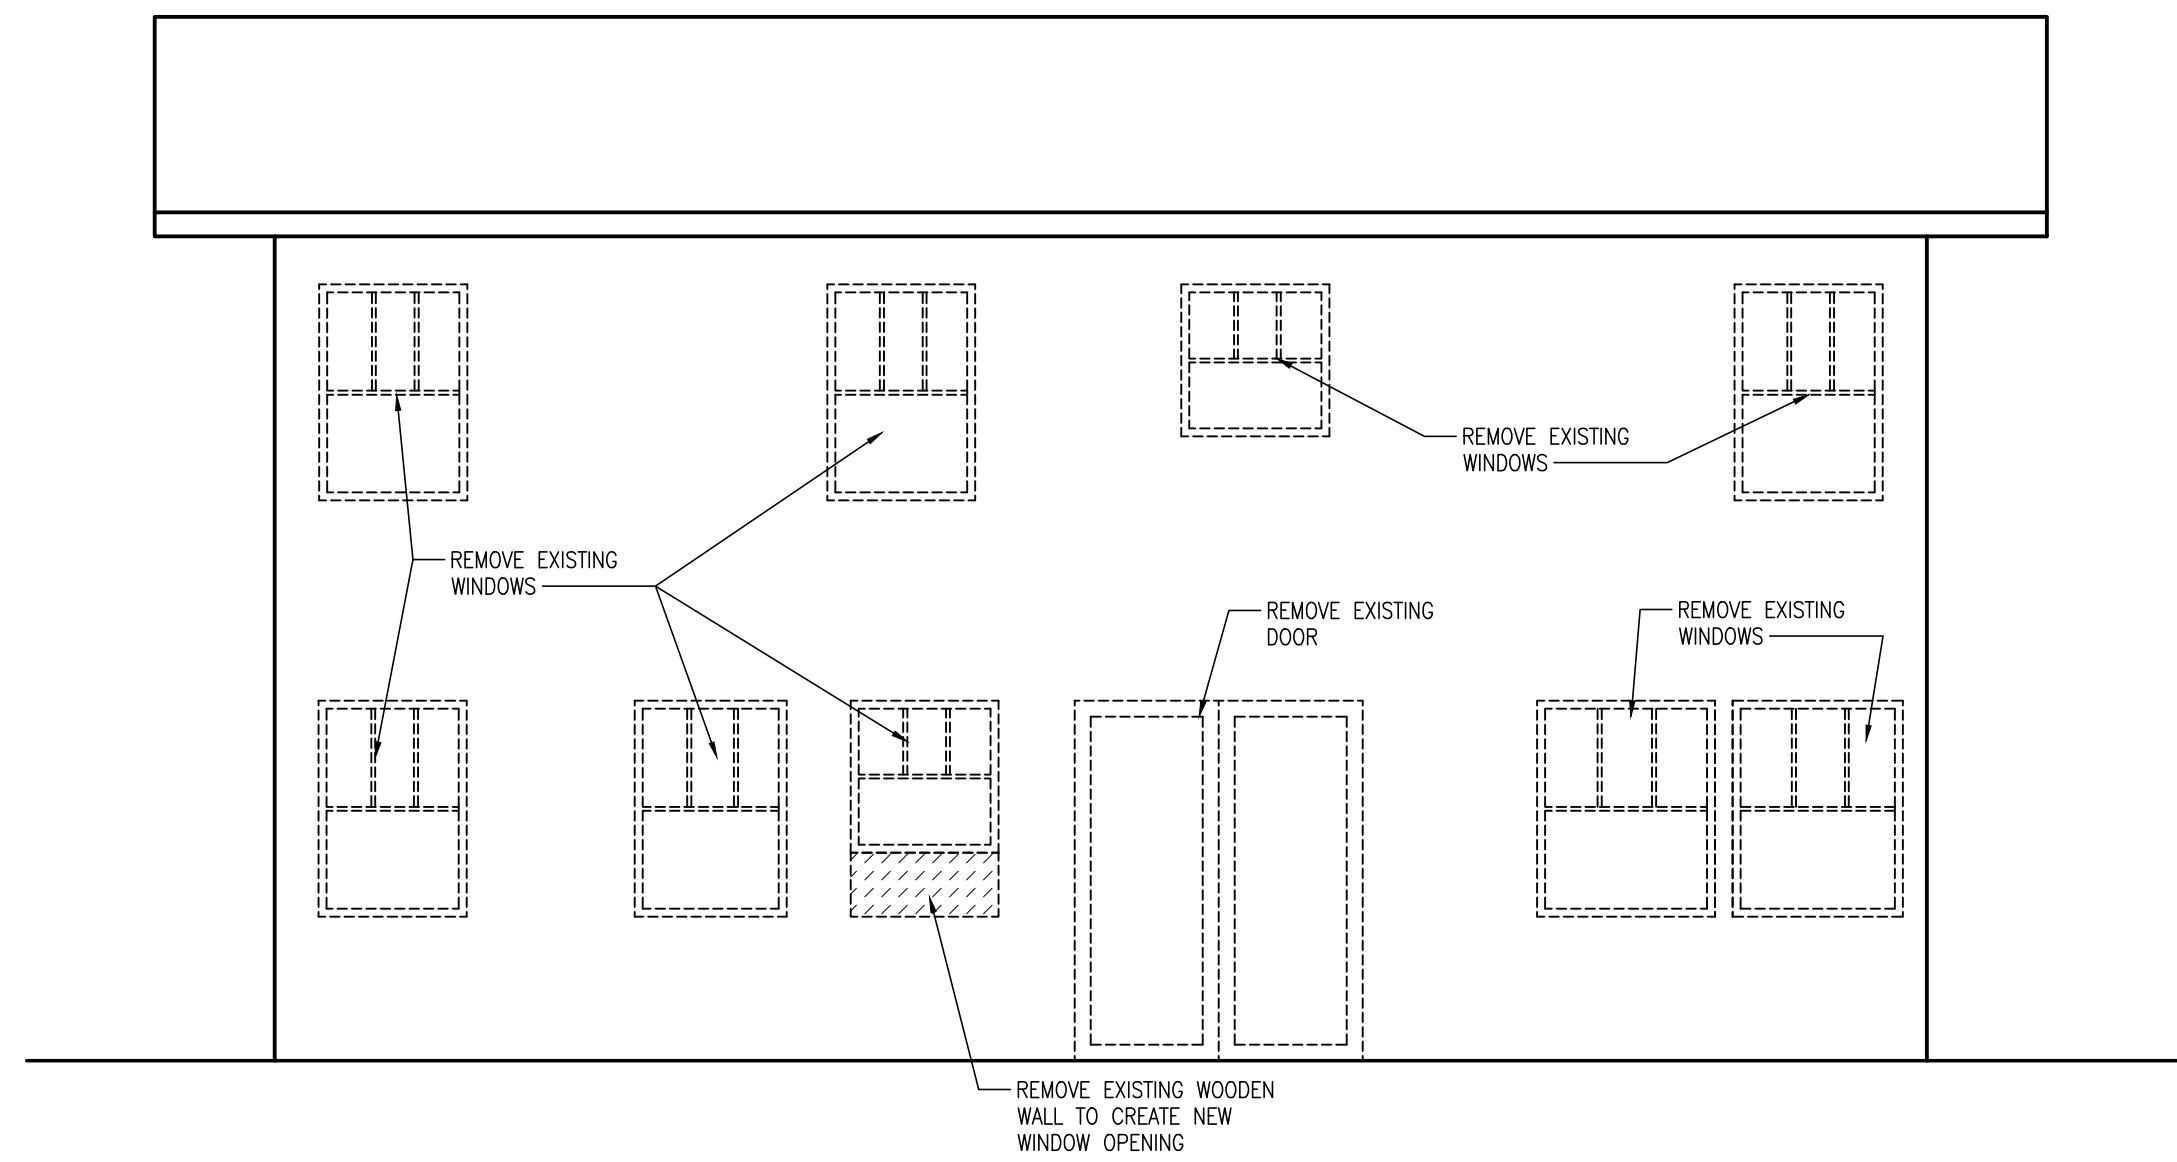 REMOVE EXISTING
WINDOWS
REMOVE EXISTING
WINDOWS
REMOVE EXISTING
DOOR
REMOVE EXISTING
WINDOWS
REMOVE EXISTING WOODEN
WALL TO CREATE NEW
WINDOW OPENING